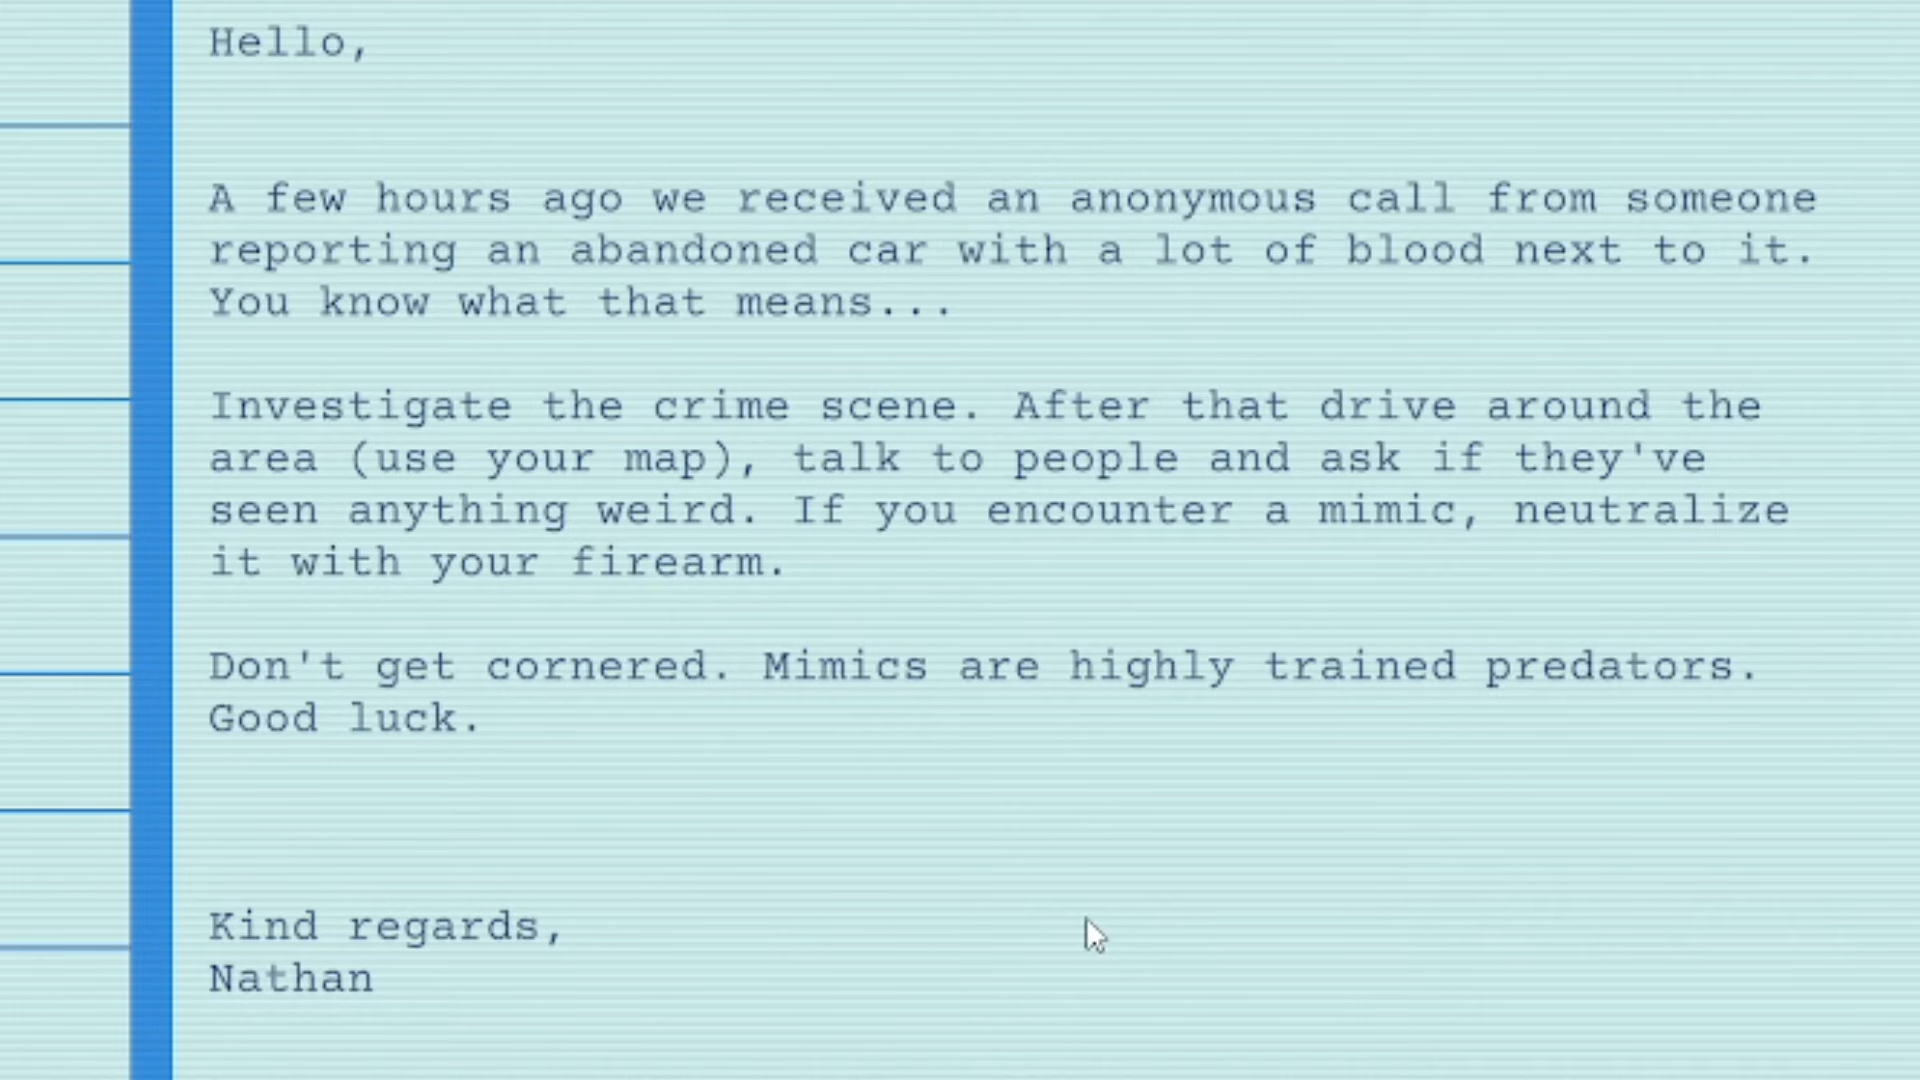 Hello,
A few hours ago we received an anonymous call from someone
reporting an abandoned car with a lot of blood next to it.
You know what that means...
Investigate the crime scene. After that drive around the
area (use your map), talk to people and ask if they've
seen anything weird. If you encounter a mimic, neutralize
it with your firearm.
Don't get cornered. Mimics are highly trained predators.
Good luck.
Kind regards,
Nathan